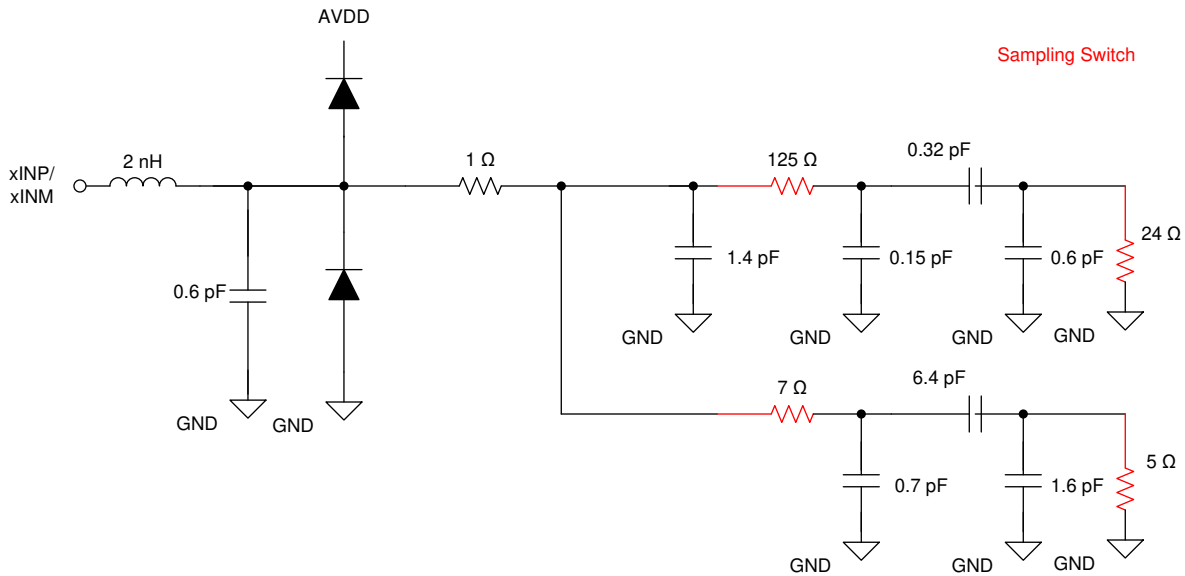 AVDD
Sampling Switch
xINP/
xINM
2 nH
1 Ω
125 Ω
0.32 pF
24 Ω
0.6 pF
1.4 pF
0.15 pF
0.6 pF
GND
GND
GND
GND
GND
GND
7 Ω
6.4 pF
5 Ω
0.7 pF
1.6 pF
GND
GND
GND